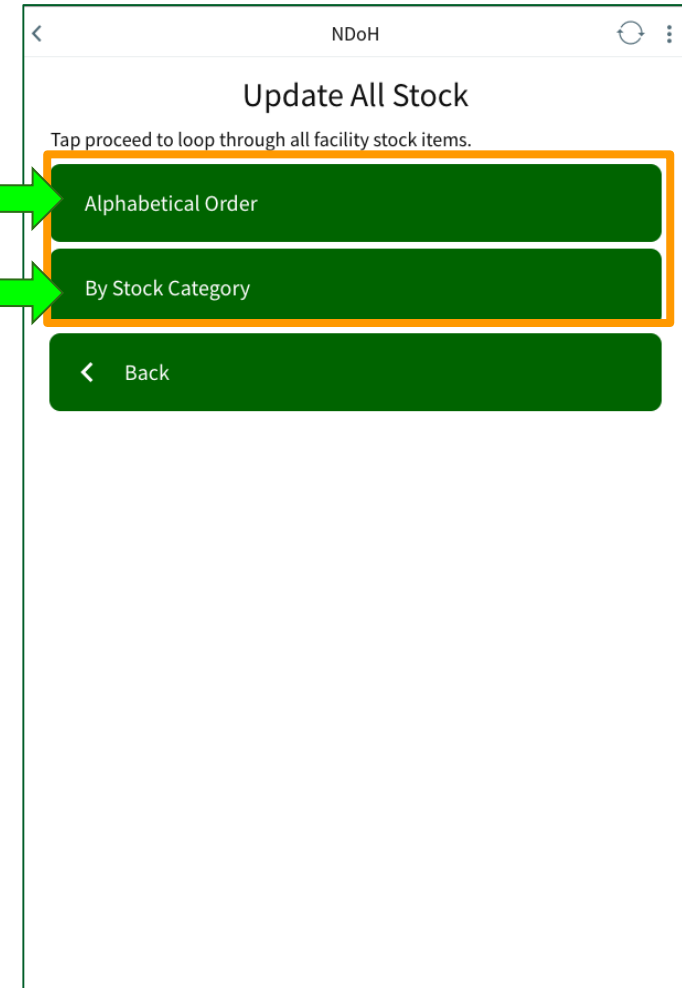 NDoH
Update All Stock
Tap proceed to loop through all facility stock items.
Alphabetical Order
By Stock Category
Back